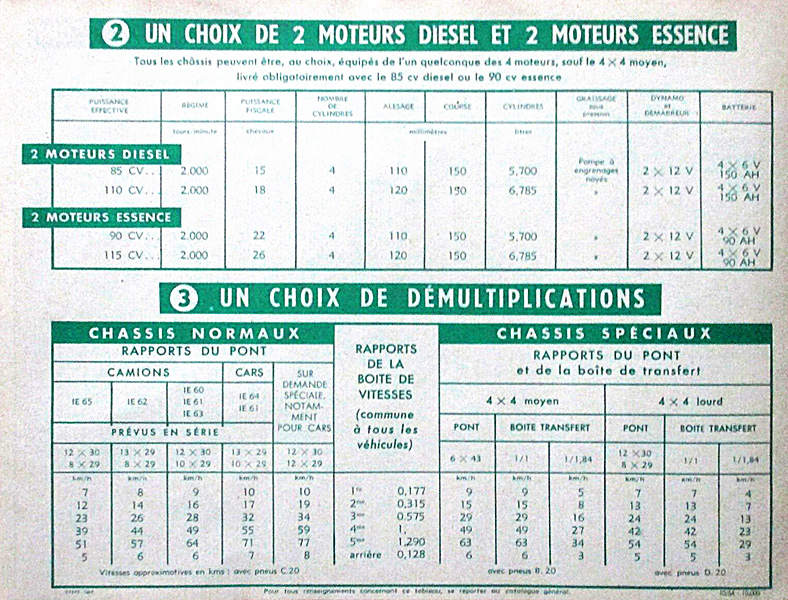 2 UN CHOIX DE 2 MOTEURS DIESEL ET 2 MOTEURS ESSENCE
Tous les châssis peuvent être, au choix, équipés de l'un quelconque des 4 moteurs, sauf le 4 × 4 moyen,
livré obligatoirement avec le 85 cv diesel ou le 90 cv essence
PUISSANCE EFFECTIVE RÉGIME PUISSANCE FISCALE NOMBRE DE CYLINDRES ALESAGE COURSE CYLINDRES GRAISSAGE sous pression DYNAMO et DEMARREUR BATTERIE
tours/minute chevaux millimètres litres
2 MOTEURS DIESEL
85 CV... 2.000 15 4 110 150 5,700 Pompe à engrenages noyés 2 × 12 V 4 × 6 V 150 AH
110 CV... 2.000 18 4 120 150 6,785 » 2 × 12 V 4 × 6 V 150 AH
2 MOTEURS ESSENCE
90 CV... 2.000 22 4 110 150 5,700 » 2 × 12 V 4 × 6 V 90 AH
115 CV... 2.000 26 4 120 150 6,785 » 2 × 12 V 4 × 6 V 90 AH
3 UN CHOIX DE DÉMULTIPLICATIONS
CHASSIS NORMAUX
RAPPORTS DU PONT
CAMIONS CARS SUR DEMANDE SPÉCIALE, NOTAMMENT POUR CARS
IE 65 IE 62 IE 60 IE 61 IE 63 IE 64 IE 61
PRÉVUS EN SÉRIE
RAPPORTS DE LA BOITE DE VITESSES
(commune à tous les véhicules)
CHASSIS SPÉCIAUX
RAPPORTS DU PONT
et de la boîte de transfert
4 × 4 moyen 4 × 4 lourd
PONT BOITE TRANSFERT PONT BOITE TRANSFERT
12 × 30 13 × 29 12 × 30 13 × 29 12 × 30 6 × 43 1/1 1/1,84 12 × 30 1/1 1/1,84
8 × 29 8 × 29 10 × 29 10 × 29 12 × 29 8 × 29
km/h km/h km/h km/h km/h km/h km/h km/h km/h km/h km/h
7 8 9 10 10 1re 0,177 9 9 5 7 7 4
12 14 16 17 19 2me 0,315 15 15 8 13 13 7
23 26 28 32 34 3me 0.575 29 29 16 24 24 13
39 44 49 55 59 4me 1, 49 49 27 42 42 23
51 57 64 71 77 5me 1,290 63 63 34 54 54 29
5 6 6 7 8 arrière 0,128 6 6 3 5 5 3
Vitesses approximatives en kms : avec pneus C.20 avec pneus B. 20 avec pneus D. 20
Pour tous renseignements concernant ce tableau, se reporter au catalogue général.